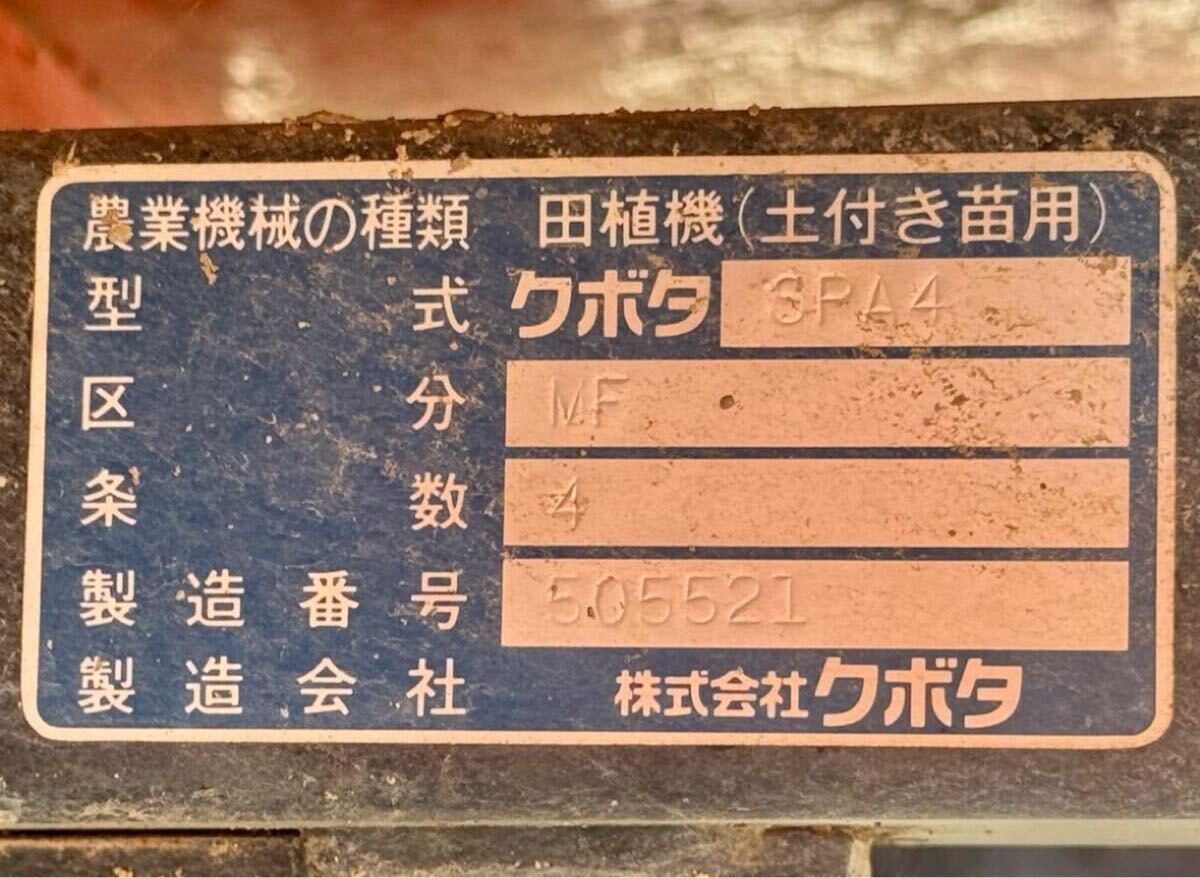 農業機械の種類 田植機(土付き苗用)
型式 クボタ SPA4
区分 MF
条数 4
製造番号 505521
製造会社 株式会社クボタ